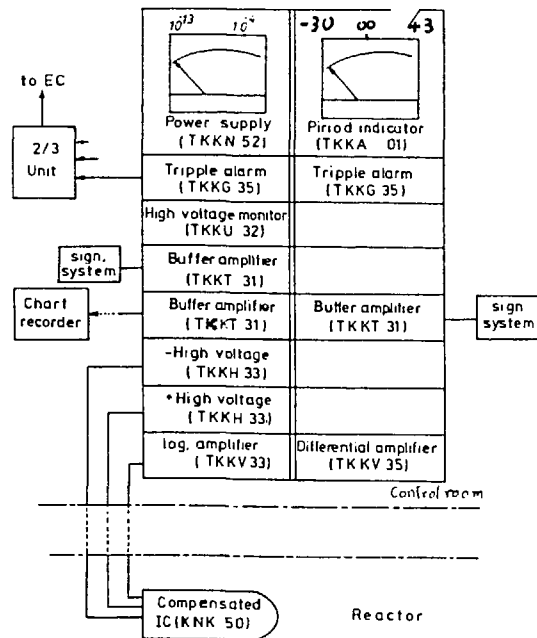 10^13 10^4
-30 ∞ 43
to EC
2/3
Unit
Power supply
(TKKN 52)
Piriod indicator
(TKKA 01)
Tripple alarm
(TKKG 35)
Tripple alarm
(TKKG 35)
High voltage monitor
(TKKU 32)
sign.
system
Buffer amplifier
(TKKT 31)
Chart
recorder
Buffer amplifier
(TKKT 31)
Buffer amplifier
(TKKT 31)
sign
system
-High voltage
(TKKH 33)
+High voltage
(TKKH 33)
log. amplifier
(TKKV33)
Differential amplifier
(TKKV 35)
Control room
Compensated
IC(KNK 50)
Reactor